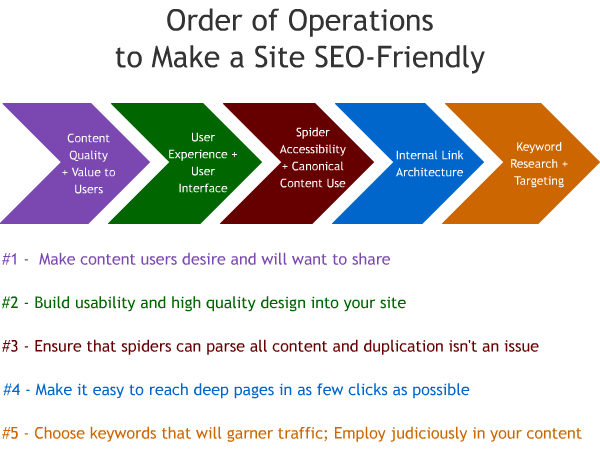 Order of Operations
to Make a Site SEO-Friendly
Content
Quality
+ Value to
Users
User
Experience +
User
Interface
Spider
Accessibility
+ Canonical
Content Use
Internal Link
Architecture
Keyword
Research +
Targeting
#1 - Make content users desire and will want to share
#2 - Build usability and high quality design into your site
#3 - Ensure that spiders can parse all content and duplication isn't an issue
#4 - Make it easy to reach deep pages in as few clicks as possible
#5 - Choose keywords that will garner traffic; Employ judiciously in your content